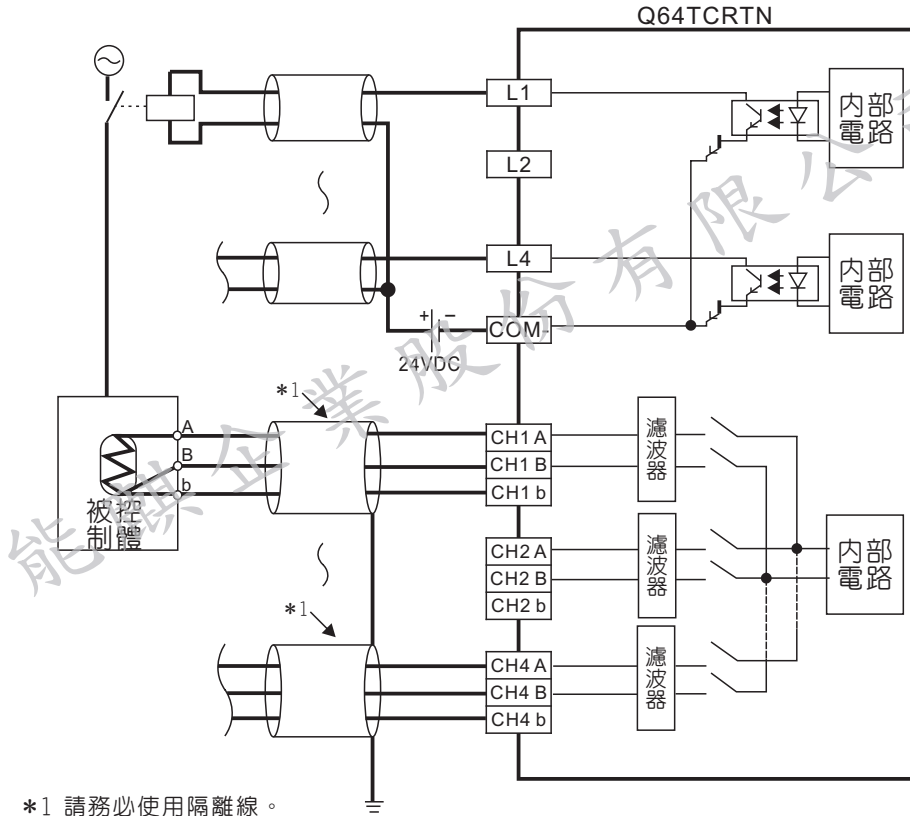 Q64TCRTN
L1
內部
電路
L2
L4
內部
電路
+ −
COM-
24VDC
*1
A
B
b
被控
制體
CH1 A
CH1 B
CH1 b
濾波器
CH2 A
CH2 B
CH2 b
濾波器
內部
電路
*1
CH4 A
CH4 B
CH4 b
濾波器
*1 請務必使用隔離線。
能麒企業股份有限公